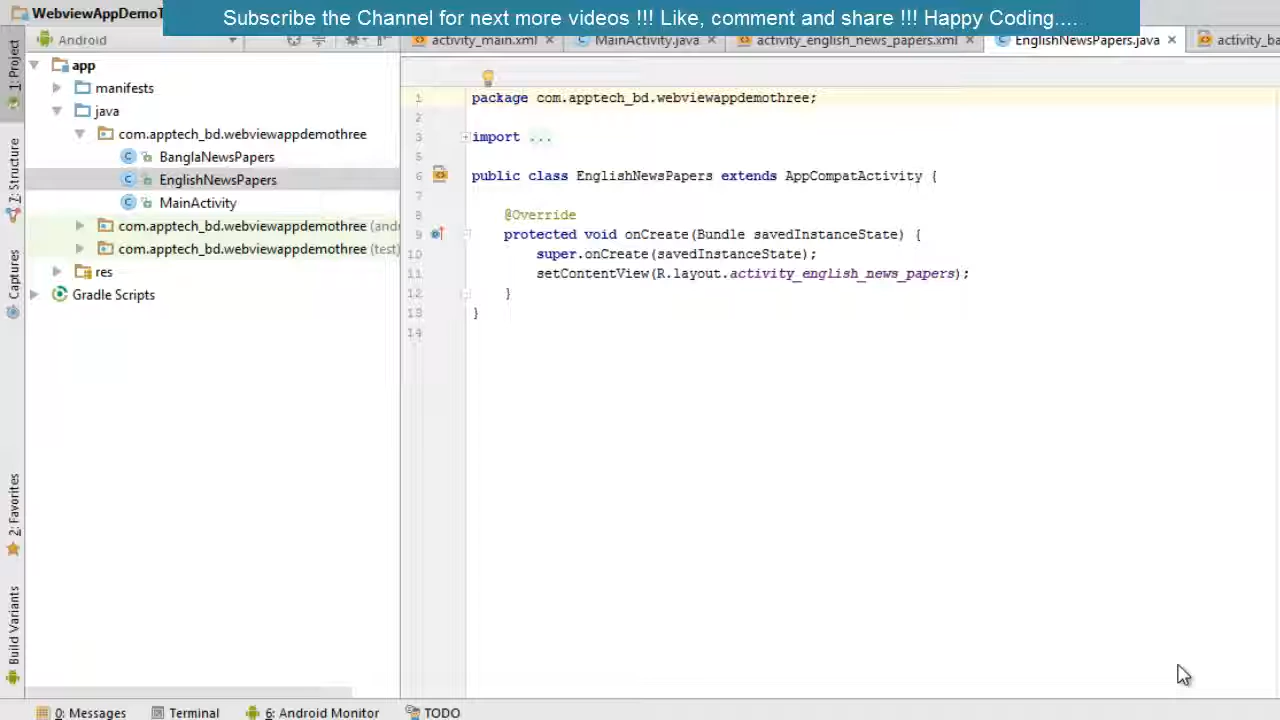 WebviewAppDemoT
Subscribe the Channel for next more videos !!! Like, comment and share !!! Happy Coding....
Android
activity_main.xml
MainActivity.java
activity_english_news_papers.xml
EnglishNewsPapers.java
activity_ba
1: Project
7: Structure
Captures
2: Favorites
Build Variants
app
manifests
java
com.apptech_bd.webviewappdemothree
BanglaNewsPapers
EnglishNewsPapers
MainActivity
com.apptech_bd.webviewappdemothree (and
com.apptech_bd.webviewappdemothree (test)
res
Gradle Scripts
1 package com.apptech_bd.webviewappdemothree;
2
3 import ...
5
6 public class EnglishNewsPapers extends AppCompatActivity {
7
8 @Override
9 protected void onCreate(Bundle savedInstanceState) {
10 super.onCreate(savedInstanceState);
11 setContentView(R.layout.activity_english_news_papers);
12 }
13 }
14
0: Messages
Terminal
6: Android Monitor
TODO